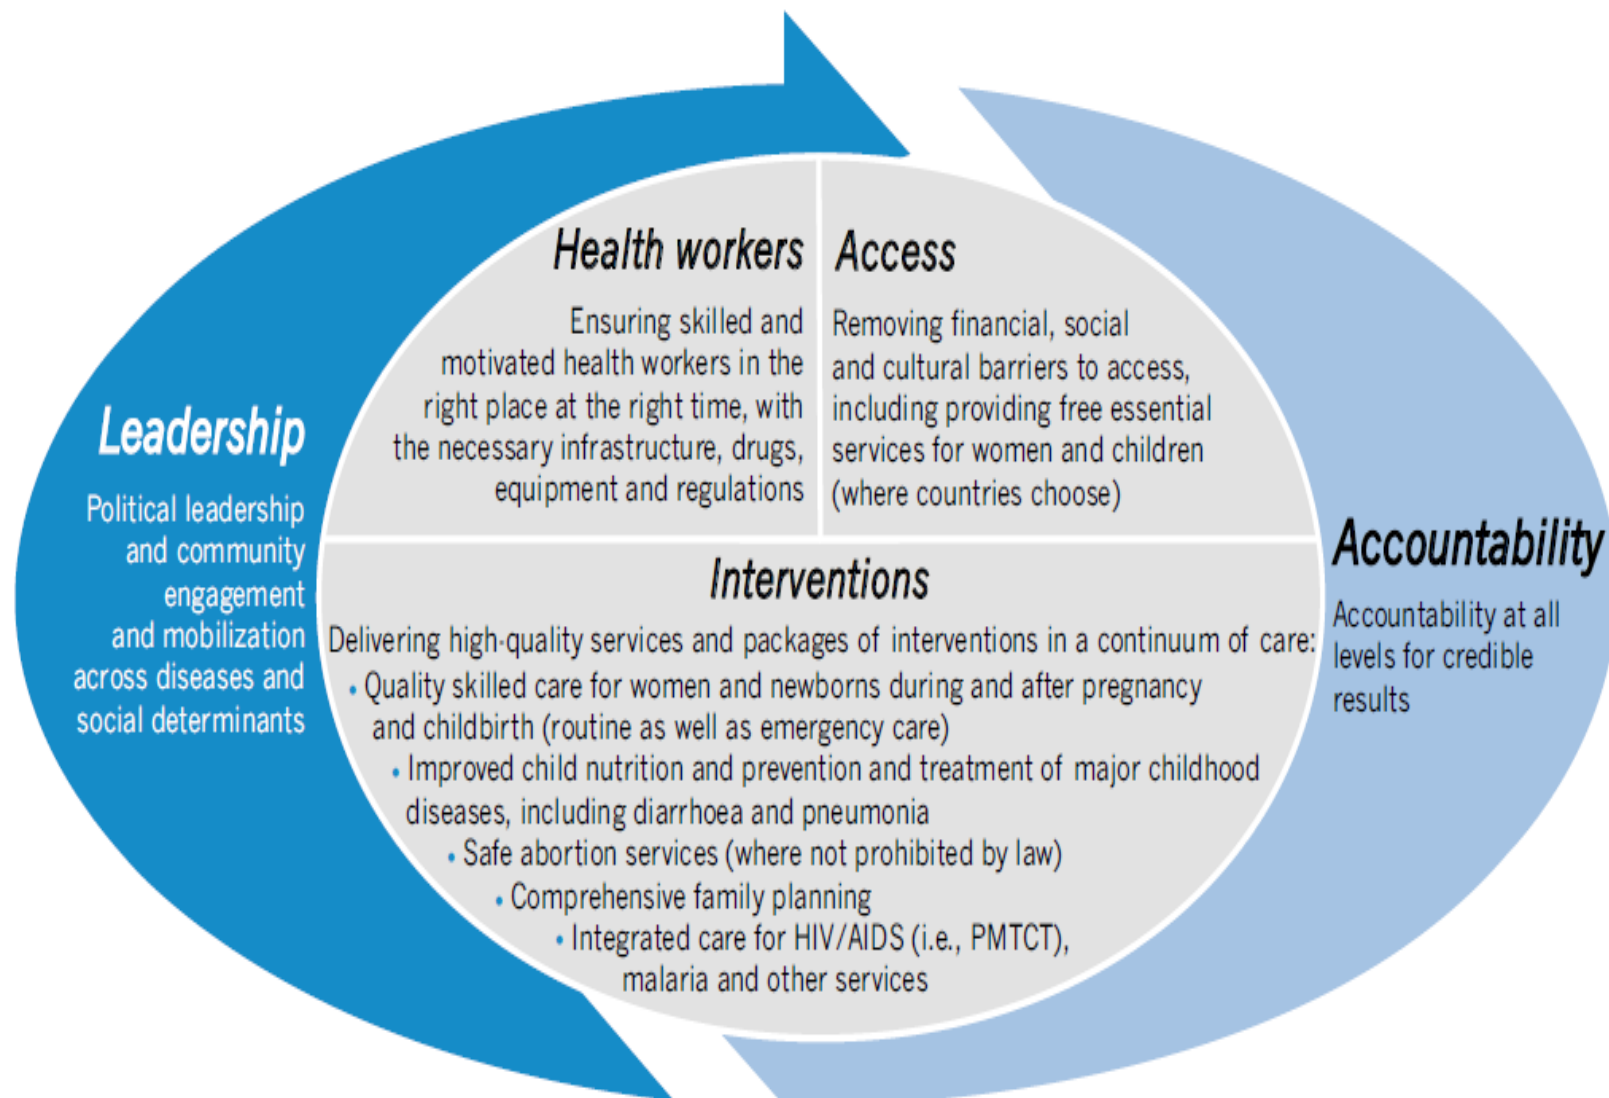 Leadership
Political leadership
and community
engagement
and mobilization
across diseases and
social determinants
Health workers
Ensuring skilled and
motivated health workers in the
right place at the right time, with
the necessary infrastructure, drugs,
equipment and regulations
Access
Removing financial, social
and cultural barriers to access,
including providing free essential
services for women and children
(where countries choose)
Interventions
Delivering high-quality services and packages of interventions in a continuum of care:
• Quality skilled care for women and newborns during and after pregnancy
and childbirth (routine as well as emergency care)
• Improved child nutrition and prevention and treatment of major childhood
diseases, including diarrhoea and pneumonia
• Safe abortion services (where not prohibited by law)
• Comprehensive family planning
• Integrated care for HIV/AIDS (i.e., PMTCT),
malaria and other services
Accountability
Accountability at all
levels for credible
results